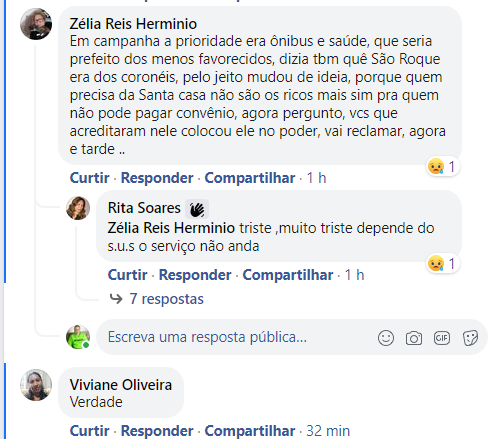 Zélia Reis Herminio
Em campanha a prioridade era ônibus e saúde, que seria
prefeito dos menos favorecidos, dizia tbm quê São Roque
era dos coronéis, pelo jeito mudou de ideia, porque quem
precisa da Santa casa não são os ricos mais sim pra quem
não pode pagar convênio, agora pergunto, vcs que
acreditaram nele colocou ele no poder, vai reclamar, agora
e tarde ..
1
Curtir · Responder · Compartilhar · 1 h
Rita Soares
Zélia Reis Herminio triste ,muito triste depende do
s.u.s o serviço não anda
1
Curtir · Responder · Compartilhar · 1 h
7 respostas
Escreva uma resposta pública...
GIF
Viviane Oliveira
Verdade
Curtir · Responder · Compartilhar · 32 min